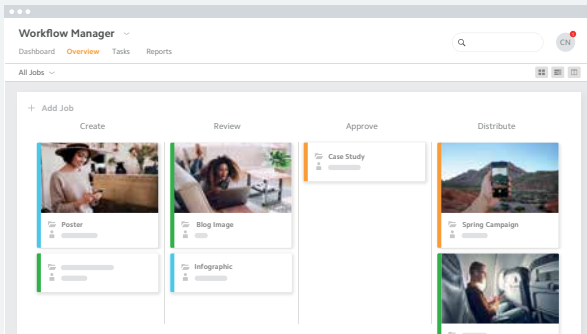 Workflow Manager
Dashboard Overview Tasks Reports
CN
All Jobs
+ Add Job
Create Review Approve Distribute
Case Study
Poster
Blog Image
Spring Campaign
Infographic